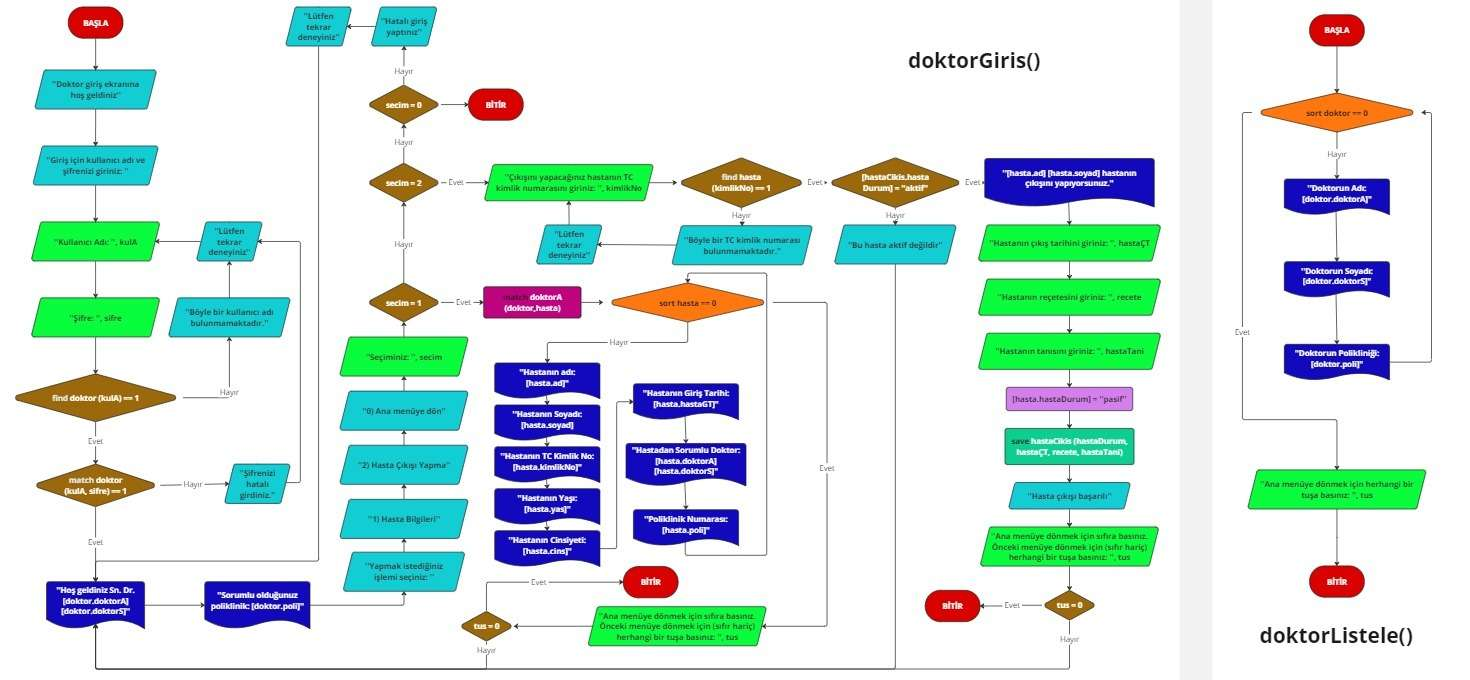 BAŞLA
"Doktor giriş ekranına
hoş geldiniz"
"Giriş için kullanıcı adı ve
şifrenizi giriniz: "
"Kullanıcı Adı: ", kulA
"Şifre: ", sifre
find doktor (kulA) == 1
Hayır
"Böyle bir kullanıcı adı
bulunmamaktadır."
"Lütfen
tekrar
deneyiniz"
Evet
match doktor
(kulA, sifre) == 1
Hayır
"Şifrenizi
hatalı
girdiniz."
Evet
"Hoş geldiniz Sn. Dr.
[doktor.doktorA]
[doktor.doktorS]"
"Sorumlu olduğunuz
poliklinik: [doktor.poli]"
"Yapmak istediğiniz
işlemi seçiniz: "
"1) Hasta Bilgileri"
"2) Hasta Çıkışı Yapma"
"0) Ana menüye dön"
"Seçiminiz: ", secim
secim = 1
Hayır
secim = 2
Hayır
secim = 0
Hayır
"Hatalı giriş
yaptınız"
"Lütfen
tekrar
deneyiniz"
BİTİR
doktorGiris()
Evet
"Çıkışını yapacağınız hastanın TC
kimlik numarasını giriniz: ", kimlikNo
find hasta
(kimlikNo) == 1
Evet
Hayır
"Böyle bir TC kimlik numarası
bulunmamaktadır."
"Lütfen
tekrar
deneyiniz"
[hastaCikis.hasta
Durum] = "aktif"
Evet
Hayır
"Bu hasta aktif değildir"
"[hasta.ad] [hasta.soyad] hastanın
çıkışını yapıyorsunuz."
"Hastanın çıkış tarihini giriniz: ", hastaÇT
"Hastanın reçetesini giriniz: ", recete
"Hastanın tanısını giriniz: ", hastaTani
[hasta.hastaDurum] = "pasif"
save hastaCikis (hastaDurum,
hastaÇT, recete, hastaTani)
"Hasta çıkışı başarılı"
"Ana menüye dönmek için sıfıra basınız.
Önceki menüye dönmek için (sıfır hariç)
herhangi bir tuşa basınız: ", tus
tus = 0
Evet
BİTİR
Hayır
Evet
match doktorA
(doktor,hasta)
sort hasta == 0
Hayır
"Hastanın adı:
[hasta.ad]"
"Hastanın Soyadı:
[hasta.soyad]
"Hastanın TC Kimlik No:
[hasta.kimlikNo]"
"Hastanın Yaşı:
[hasta.yas]"
"Hastanın Cinsiyeti:
[hasta.cins]"
"Hastanın Giriş Tarihi:
[hasta.hastaGT]
"Hastadan Sorumlu Doktor:
[hasta.doktorA]
[hasta.doktorS]"
"Poliklinik Numarası:
[hasta.poli]"
Evet
"Ana menüye dönmek için sıfıra basınız.
Önceki menüye dönmek için (sıfır hariç)
herhangi bir tuşa basınız: ", tus
tus = 0
Evet
BİTİR
Hayır
BAŞLA
sort doktor == 0
Hayır
"Doktorun Adı:
[doktor.doktorA]"
"Doktorun Soyadı:
[doktor.doktorS]"
"Doktorun Polikliniği:
[doktor.poli]"
Evet
"Ana menüye dönmek için herhangi bir
tuşa basınız: ", tus
BİTİR
doktorListele()